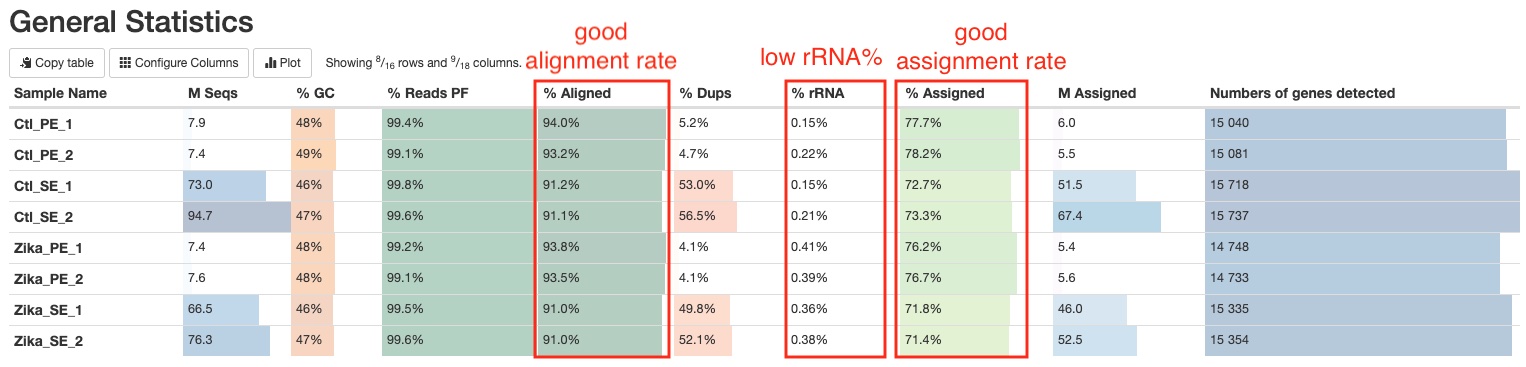 General Statistics
good
alignment rate
low rRNA%
good
assignment rate
Copy table Configure Columns Plot Showing 8/16 rows and 9/18 columns.
Sample Name M Seqs % GC % Reads PF % Aligned % Dups % rRNA % Assigned M Assigned Numbers of genes detected
Ctl_PE_1 7.9 48% 99.4% 94.0% 5.2% 0.15% 77.7% 6.0 15 040
Ctl_PE_2 7.4 49% 99.1% 93.2% 4.7% 0.22% 78.2% 5.5 15 081
Ctl_SE_1 73.0 46% 99.8% 91.2% 53.0% 0.15% 72.7% 51.5 15 718
Ctl_SE_2 94.7 47% 99.6% 91.1% 56.5% 0.21% 73.3% 67.4 15 737
Zika_PE_1 7.4 48% 99.2% 93.8% 4.1% 0.41% 76.2% 5.4 14 748
Zika_PE_2 7.6 48% 99.1% 93.5% 4.1% 0.39% 76.7% 5.6 14 733
Zika_SE_1 66.5 46% 99.5% 91.0% 49.8% 0.36% 71.8% 46.0 15 335
Zika_SE_2 76.3 47% 99.6% 91.0% 52.1% 0.38% 71.4% 52.5 15 354